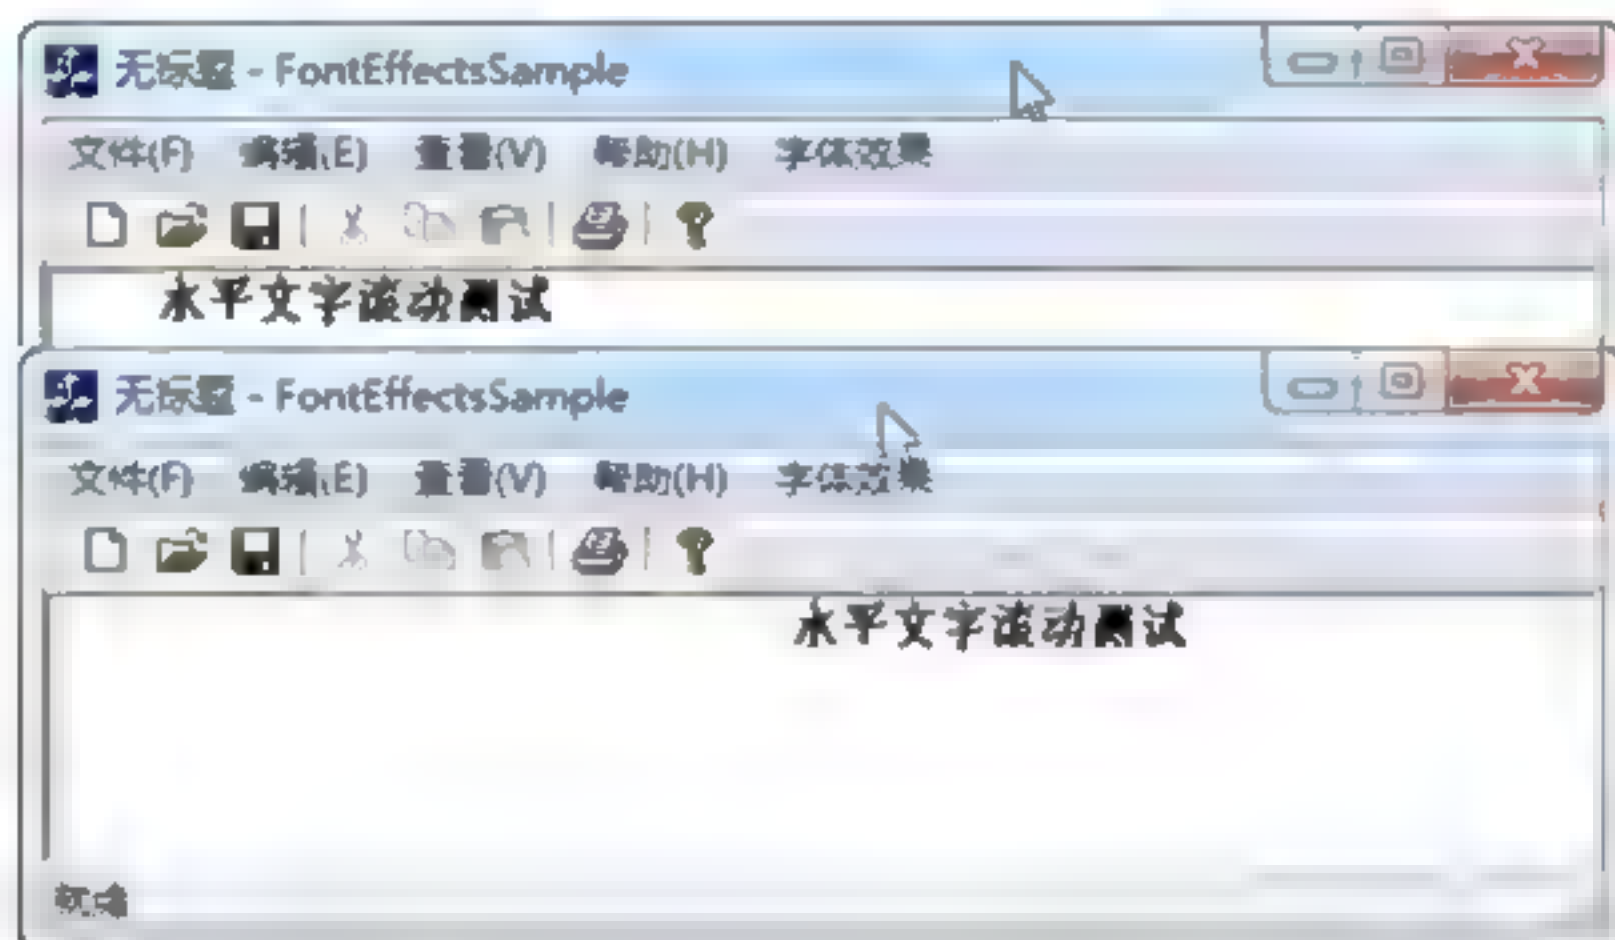 无标题 - FontEffectsSample
文件(F) 编辑(E) 查看(V) 帮助(H) 字体效果
水平文字滚动测试
无标题 - FontEffectsSample
文件(F) 编辑(E) 查看(V) 帮助(H) 字体效果
水平文字滚动测试
就绪